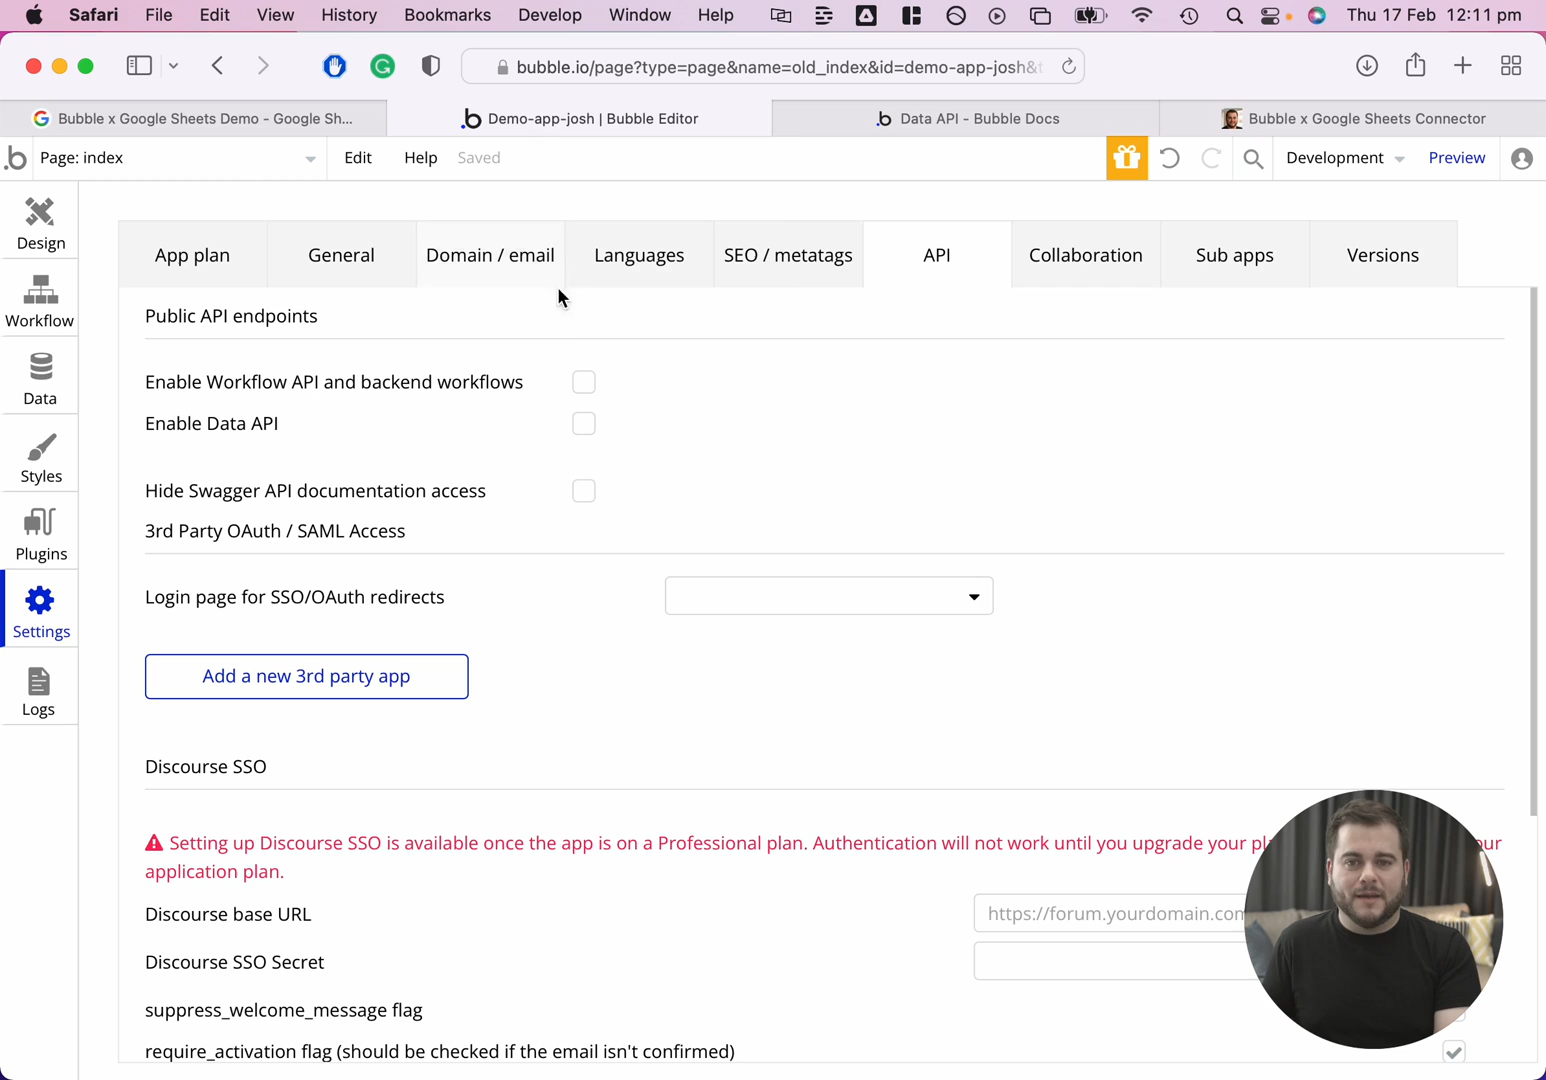 Safari File Edit View History Bookmarks Develop Window Help Thu 17 Feb 12:11 pm
bubble.io/page?type=page&name=old_index&id=demo-app-josh&t
Bubble x Google Sheets Demo - Google Sh... Demo-app-josh | Bubble Editor Data API - Bubble Docs Bubble x Google Sheets Connector
Page: index Edit Help Saved Development Preview
Design
Workflow
Data
Styles
Plugins
Settings
Logs
App plan General Domain / email Languages SEO / metatags API Collaboration Sub apps Versions
Public API endpoints
Enable Workflow API and backend workflows
Enable Data API
Hide Swagger API documentation access
3rd Party OAuth / SAML Access
Login page for SSO/OAuth redirects
Add a new 3rd party app
Discourse SSO
Setting up Discourse SSO is available once the app is on a Professional plan. Authentication will not work until you upgrade your
application plan.
Discourse base URL https://forum.yourdomain.com
Discourse SSO Secret
suppress_welcome_message flag
require_activation flag (should be checked if the email isn't confirmed)